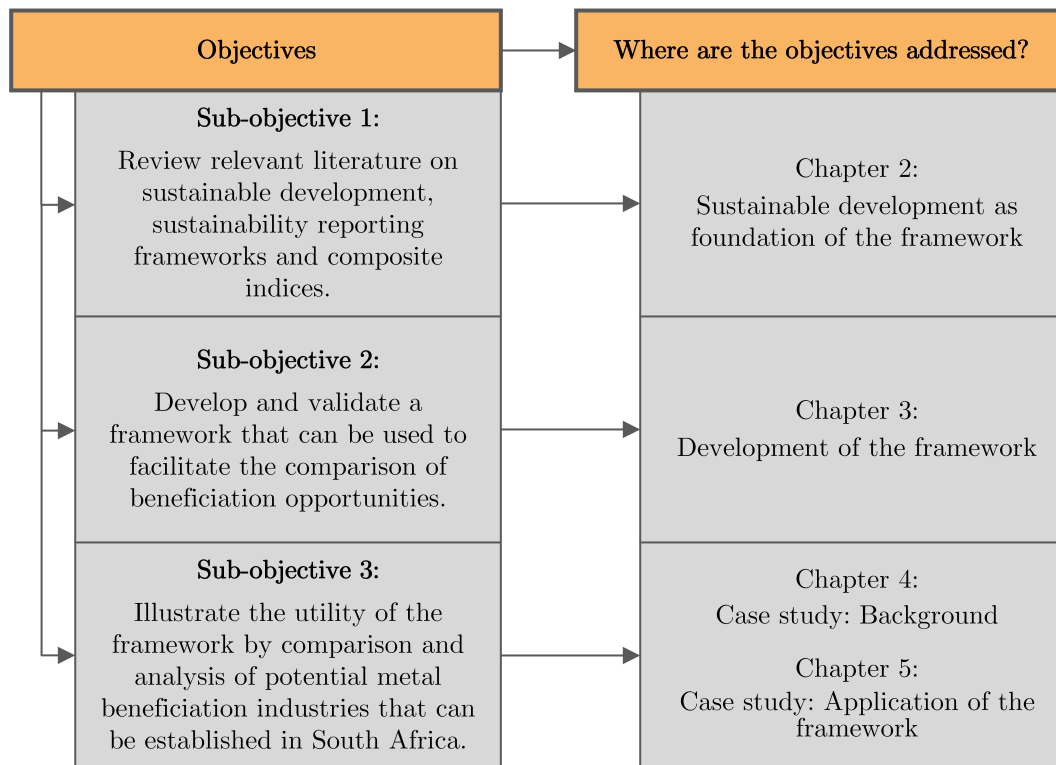 Objectives
Where are the objectives addressed?
Sub-objective 1:
Review relevant literature on
sustainable development,
sustainability reporting
frameworks and composite
indices.
Chapter 2:
Sustainable development as
foundation of the framework
Sub-objective 2:
Develop and validate a
framework that can be used to
facilitate the comparison of
beneficiation opportunities.
Chapter 3:
Development of the framework
Sub-objective 3:
Illustrate the utility of the
framework by comparison and
analysis of potential metal
beneficiation industries that can
be established in South Africa.
Chapter 4:
Case study: Background
Chapter 5:
Case study: Application of the
framework